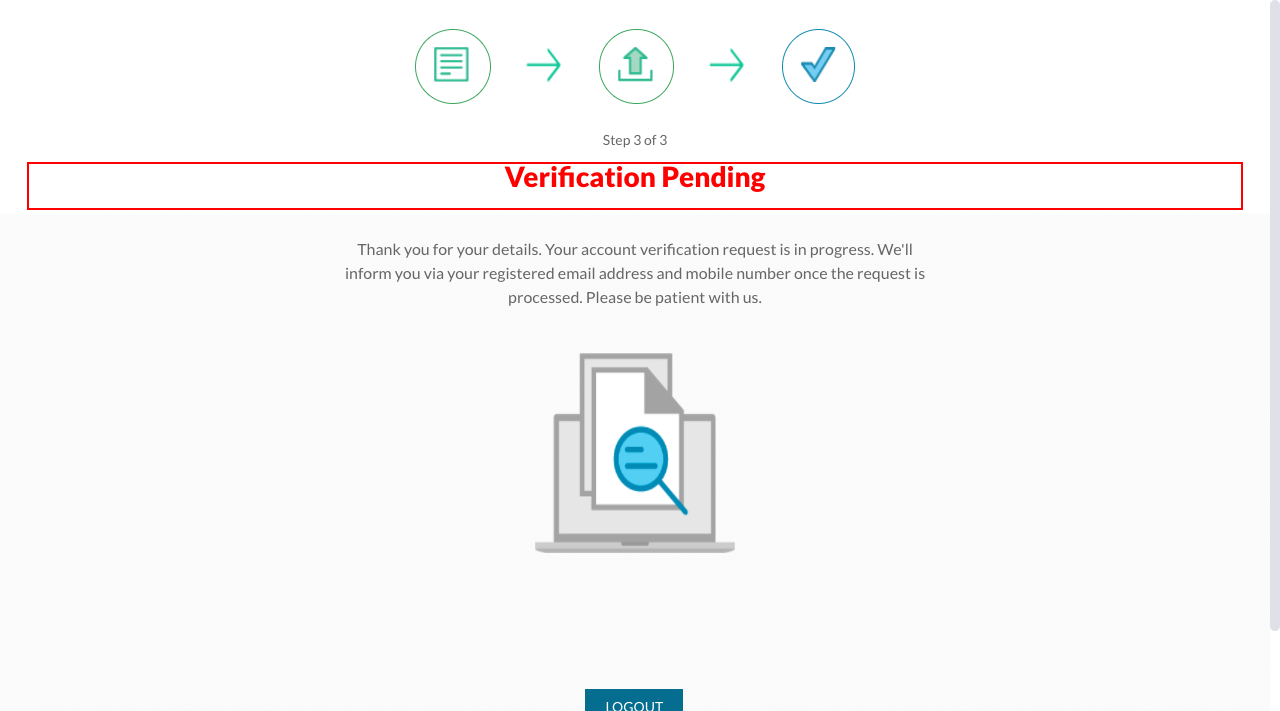 Step 3 of 3
Verification Pending
Thank you for your details. Your account verification request is in progress. We'll
inform you via your registered email address and mobile number once the request is
processed. Please be patient with us.
LOGOUT